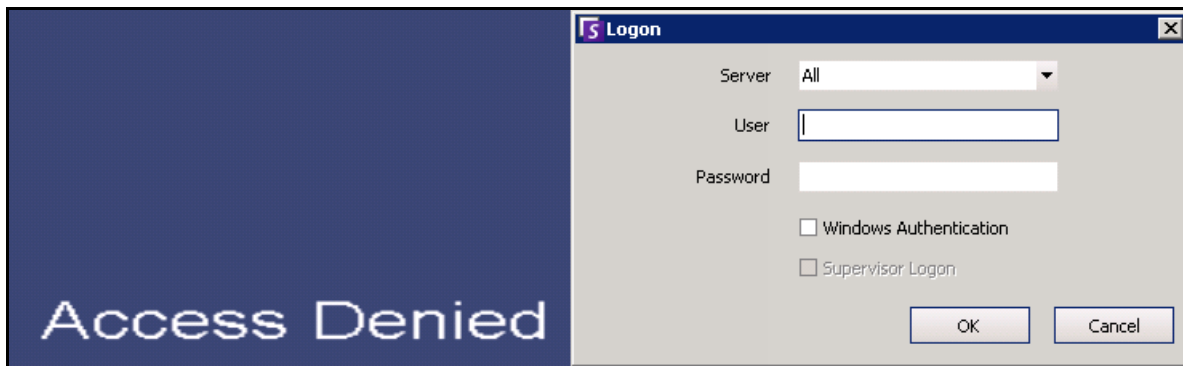 Access Denied
Logon
Server All
User
Password
Windows Authentication
Supervisor Logon
OK Cancel